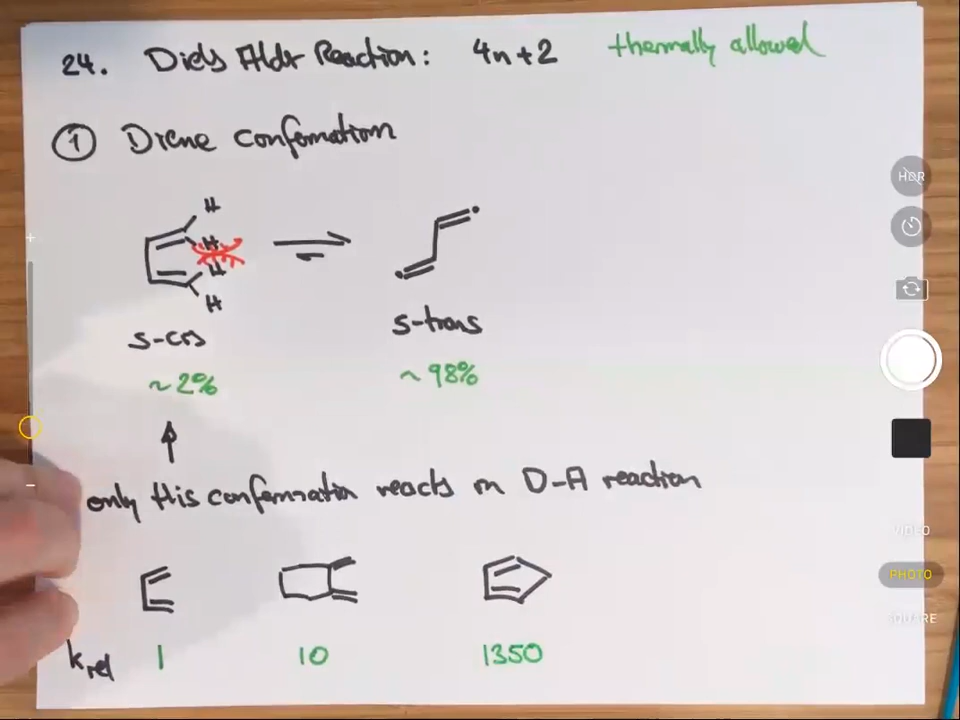 24. Diels Alder Reaction: 4n+2 thermally allowed
① Diene conformation
H
H
H
H
s-cis s-trans
~2% ~98%
only this conformation reacts in D-A reaction
k rel 1 10 1350
HDR
VIDEO
PHOTO
SQUARE